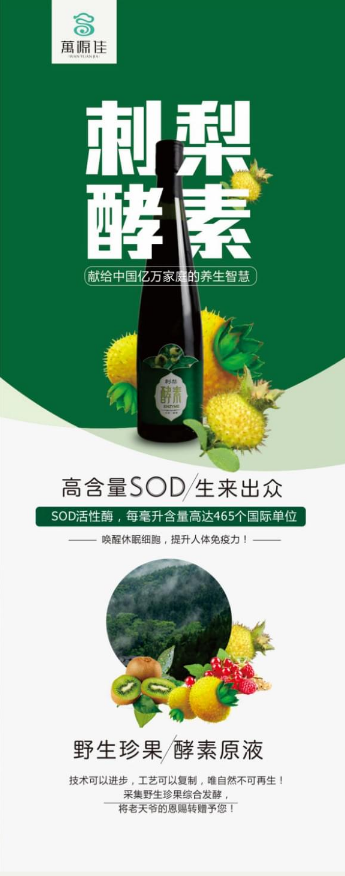 萬源佳
刺梨
酵素
献给中国亿万家庭的养生智慧
刺梨
酵素
高含量SOD/生来出众
SOD活性酶，每毫升含量高达465个国际单位
唤醒休眠细胞，提升人体免疫力！
野生珍果/酵素原液
技术可以进步，工艺可以复制，唯自然不可再生！
采集野生珍果综合发酵，
将老天爷的恩赐转赠予您！